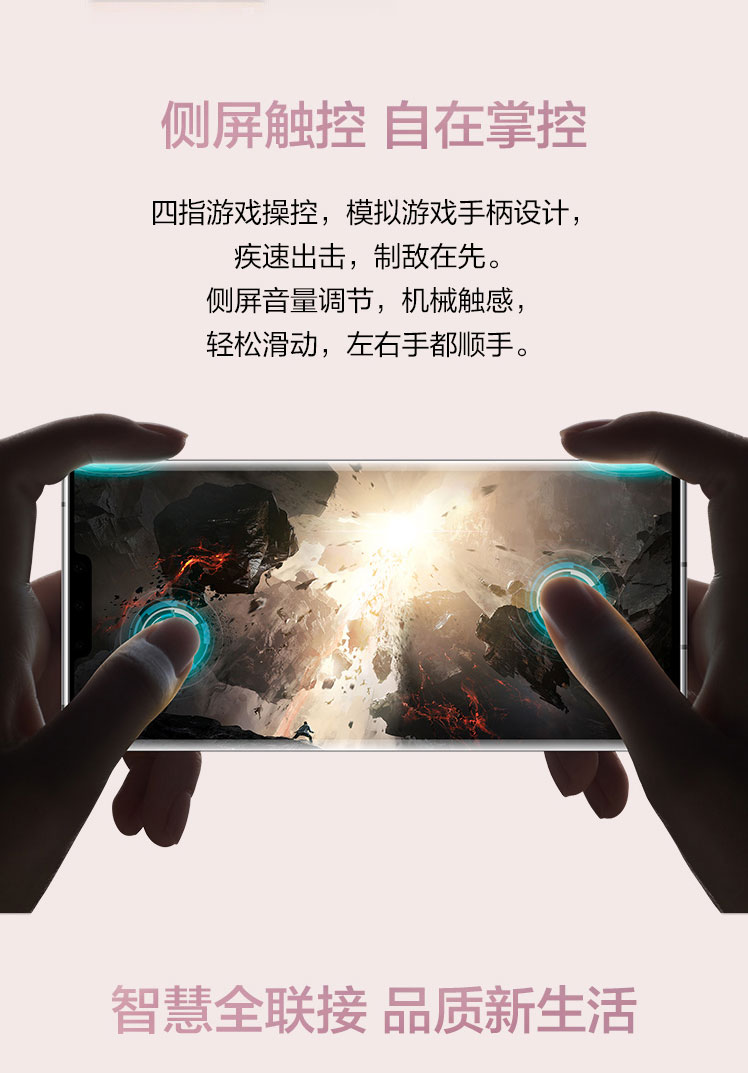 侧屏触控 自在掌控
四指游戏操控，模拟游戏手柄设计，
疾速出击，制敌在先。
侧屏音量调节，机械触感，
轻松滑动，左右手都顺手。
智慧全联接 品质新生活